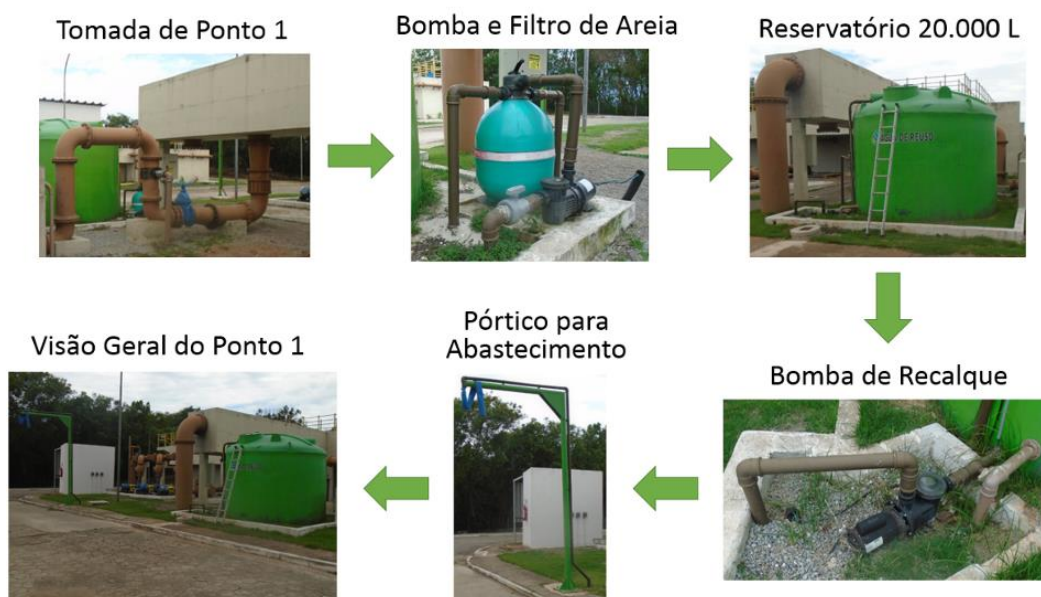 Tomada de Ponto 1
Bomba e Filtro de Areia
Reservatório 20.000 L
Visão Geral do Ponto 1
Pórtico para
Abastecimento
Bomba de Recalque